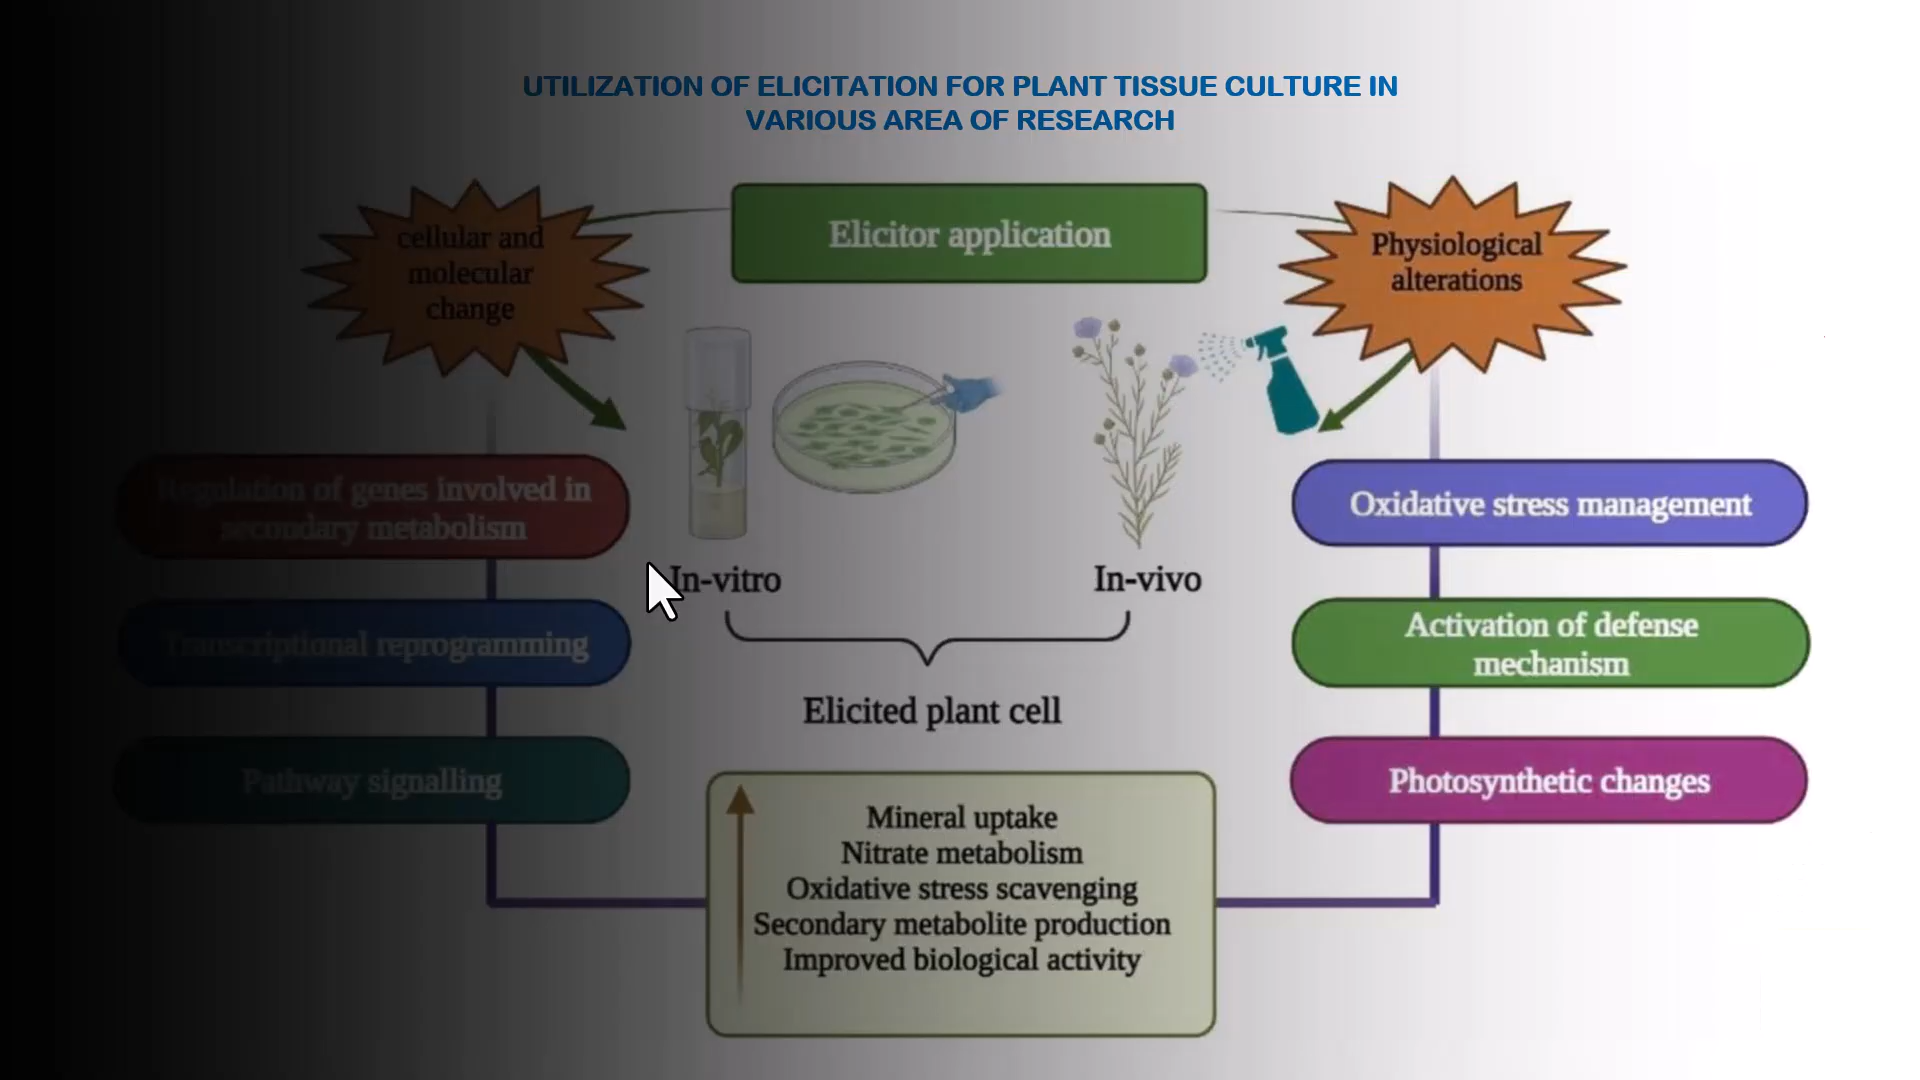 UTILIZATION OF ELICITATION FOR PLANT TISSUE CULTURE IN
VARIOUS AREA OF RESEARCH
cellular and
molecular
change
Elicitor application
Physiological
alterations
Regulation of genes involved in
secondary metabolism
Transcriptional reprogramming
Pathway signalling
In-vitro
In-vivo
Elicited plant cell
Oxidative stress management
Activation of defense
mechanism
Photosynthetic changes
Mineral uptake
Nitrate metabolism
Oxidative stress scavenging
Secondary metabolite production
Improved biological activity